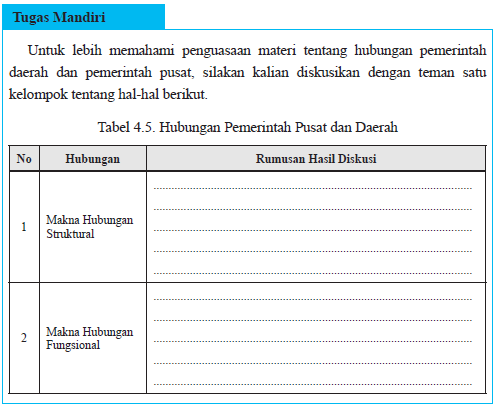 Tugas Mandiri
Untuk lebih memahami penguasaan materi tentang hubungan pemerintah
daerah dan pemerintah pusat, silakan kalian diskusikan dengan teman satu
kelompok tentang hal-hal berikut.
Tabel 4.5. Hubungan Pemerintah Pusat dan Daerah
No Hubungan Rumusan Hasil Diskusi
1 Makna Hubungan
Struktural
2 Makna Hubungan
Fungsional